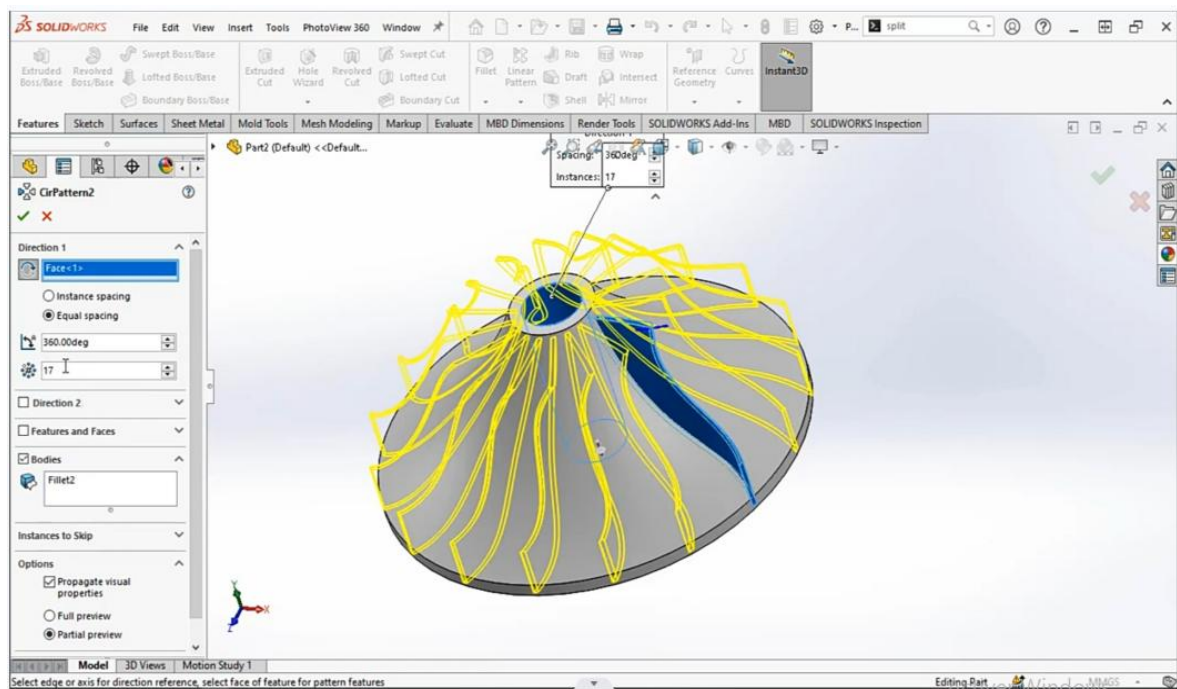 SOLIDWORKS File Edit View Insert Tools PhotoView 360 Window P... split
Extruded Boss/Base Revolved Boss/Base Swept Boss/Base Lofted Boss/Base Boundary Boss/Base Extruded Cut Hole Wizard Revolved Cut Swept Cut Lofted Cut Boundary Cut Fillet Linear Pattern Rib Draft Shell Wrap Intersect Mirror Reference Geometry Curves Instant3D
Features Sketch Surfaces Sheet Metal Mold Tools Mesh Modeling Markup Evaluate MBD Dimensions Render Tools SOLIDWORKS Add-Ins MBD SOLIDWORKS Inspection
Part2 (Default) <<Default...
Direction 1
Spacing: 360deg
Instances: 17
CirPattern2
Direction 1
Face<1>
Instance spacing
Equal spacing
360.00deg
17
Direction 2
Features and Faces
Bodies
Fillet2
Instances to Skip
Options
Propagate visual
properties
Full preview
Partial preview
Y
X
Z
Model 3D Views Motion Study 1
Select edge or axis for direction reference, select face of feature for pattern features Editing Part MMGS